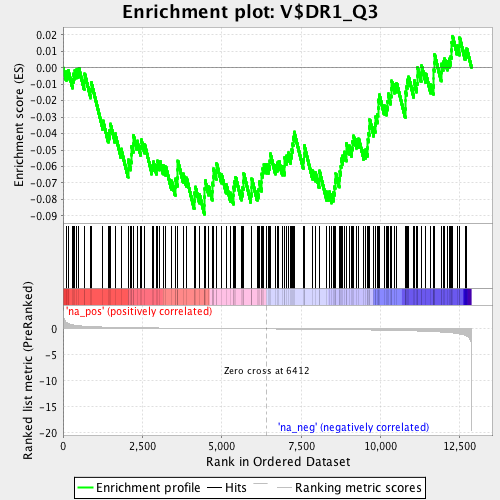 Enrichment plot: V$DR1_Q3
Enrichment score (ES)
0.02
0.01
0.00
-0.01
-0.02
-0.03
-0.04
-0.05
-0.06
-0.07
-0.08
-0.09
'na_pos' (positively correlated)
Ranked list metric (PreRanked)
0
-5
-10
-15
-20
Zero cross at 6412
'na_neg' (negatively correlated)
0
2,500
5,000
7,500
10,000
12,500
Rank in Ordered Dataset
Enrichment profile
Hits
Ranking metric scores